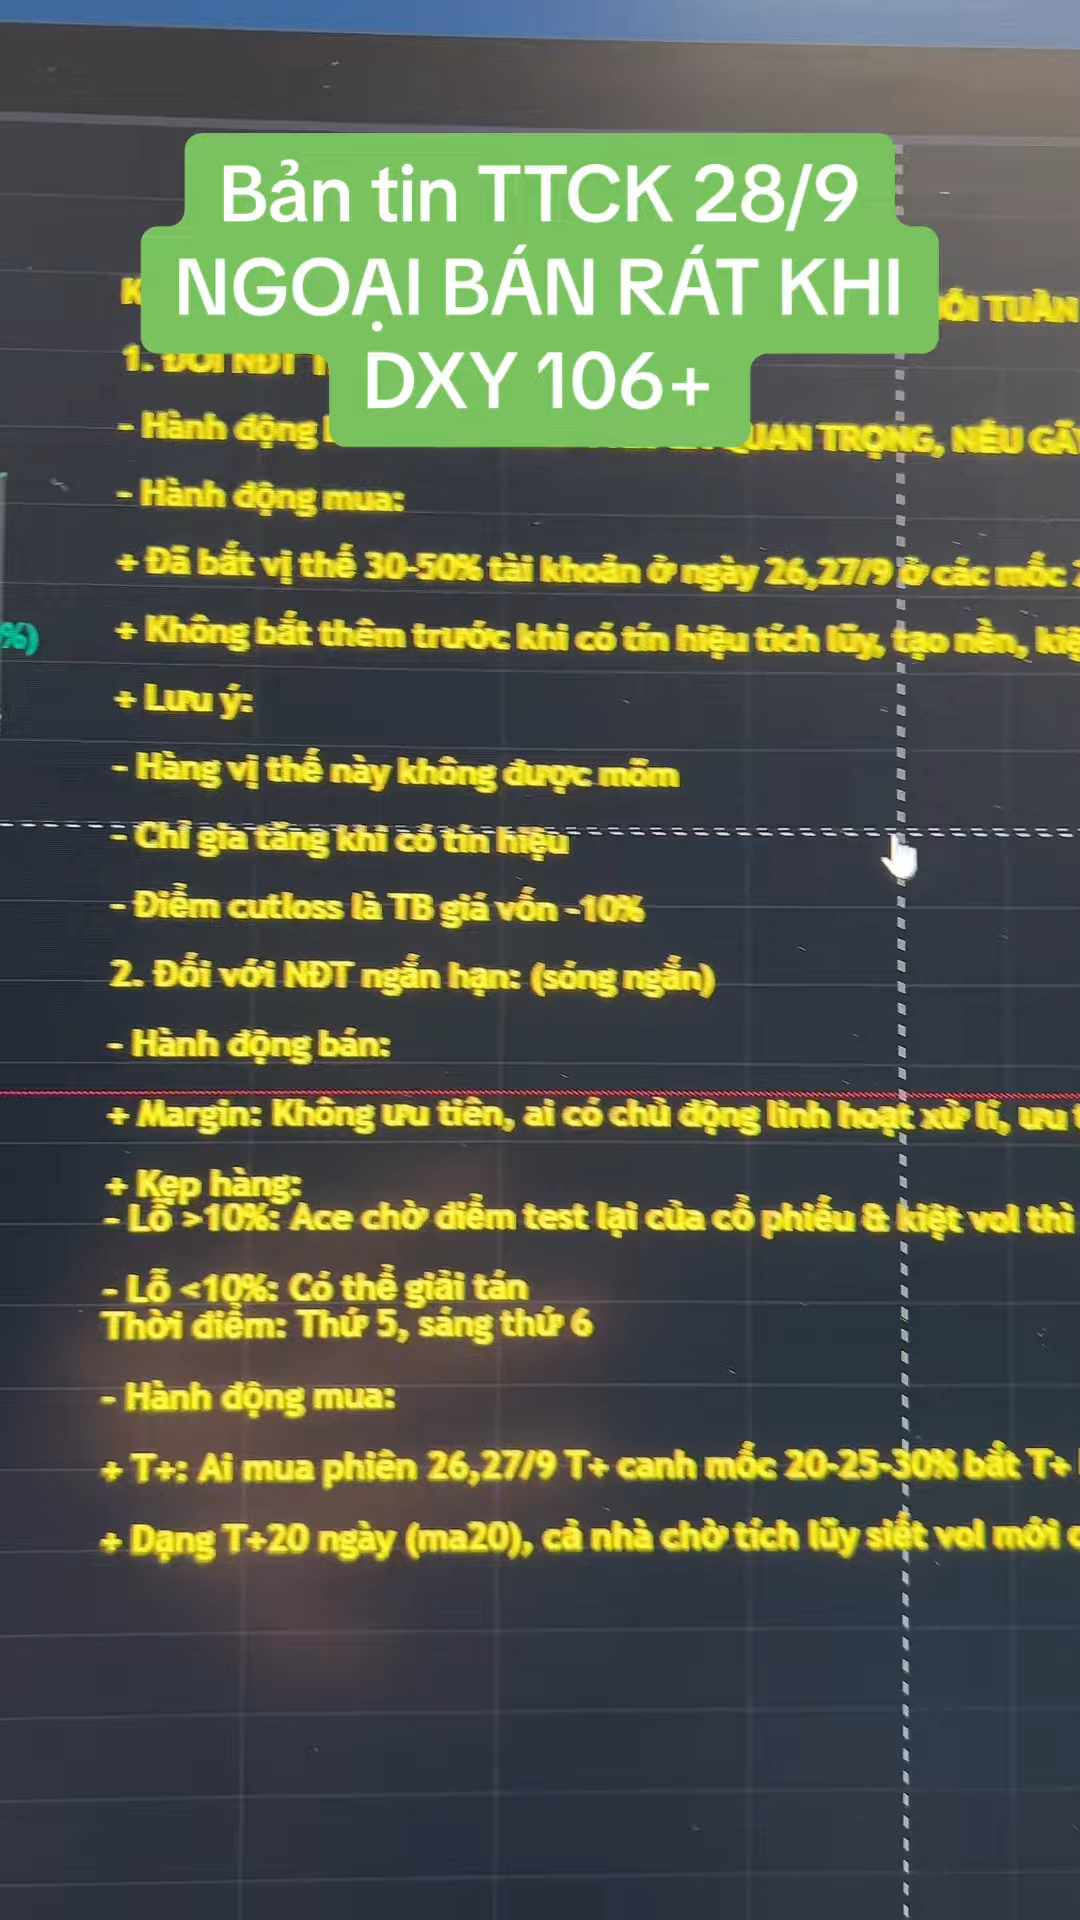 Bản tin TTCK 28/9
NGOẠI BÁN RÁT KHI
DXY 106+
TUẦN
1. ĐỐI NĐT
- Hành động QUAN TRỌNG, NẾU GÃY
- Hành động mua:
+ Đã bắt vị thế 30-50% tài khoản ở ngày 26,27/9 ở các mốc
%)
+ Không bắt thêm trước khi có tín hiệu tích lũy, tạo nền, kiệ
+ Lưu ý:
- Hàng vị thế này không được mõm
- Chỉ gia tăng khi có tín hiệu
- Điểm cutloss là TB giá vốn -10%
2. Đối với NĐT ngắn hạn: (sóng ngắn)
- Hành động bán:
+ Margin: Không ưu tiên, ai có chủ động linh hoạt xử lí, ưu t
+ Kẹp hàng:
- Lỗ >10%: Ace chờ điểm test lại của cổ phiếu & kiệt vol thì
- Lỗ <10%: Có thể giải tán
Thời điểm: Thứ 5, sáng thứ 6
- Hành động mua:
+ T+: Ai mua phiên 26,27/9 T+ canh mốc 20-25-30% bắt T+
+ Dạng T+20 ngày (ma20), cả nhà chờ tích lũy siết vol mới